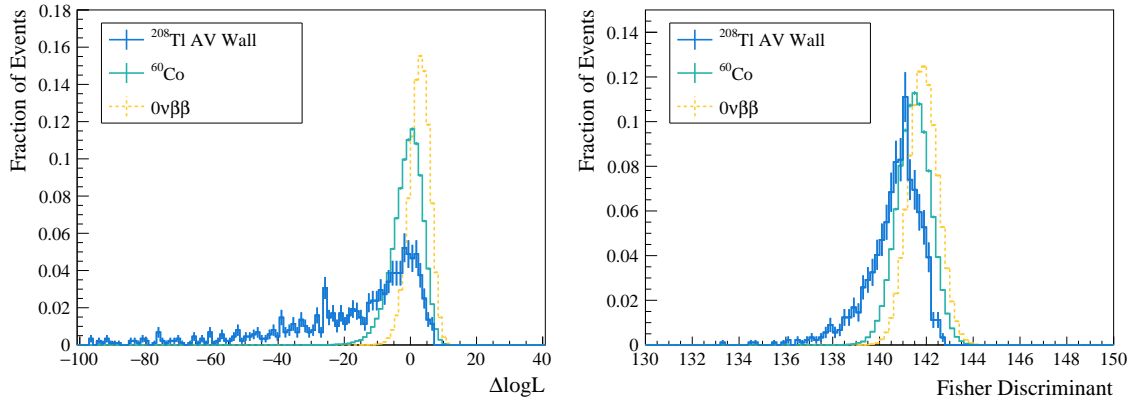 Fraction of Events
0.18
0.16
0.14
0.12
0.1
0.08
0.06
0.04
0.02
0
²⁰⁸Tl AV Wall
⁶⁰Co
0νββ
−100 −80 −60 −40 −20 0 20 40
ΔlogL
Fraction of Events
0.14
0.12
0.1
0.08
0.06
0.04
0.02
0
²⁰⁸Tl AV Wall
⁶⁰Co
0νββ
130 132 134 136 138 140 142 144 146 148 150
Fisher Discriminant